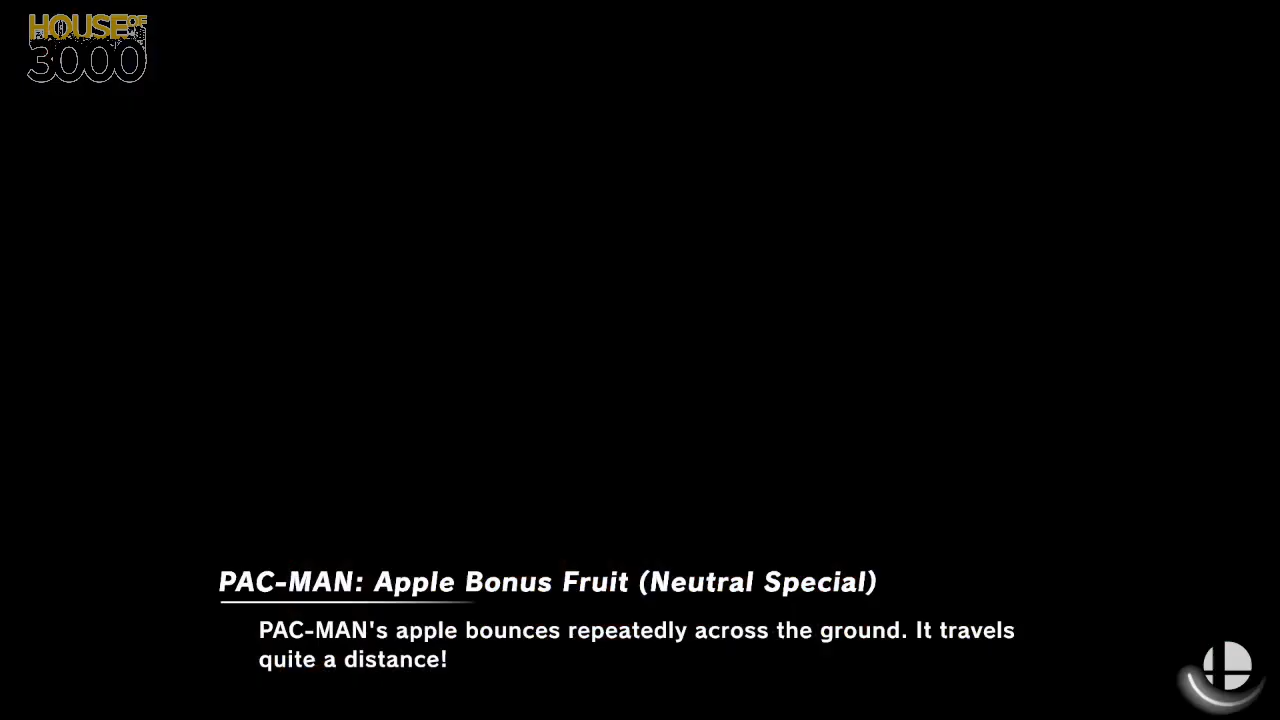 HOUSE OF
3000
PAC-MAN: Apple Bonus Fruit (Neutral Special)
PAC-MAN's apple bounces repeatedly across the ground. It travels
quite a distance!